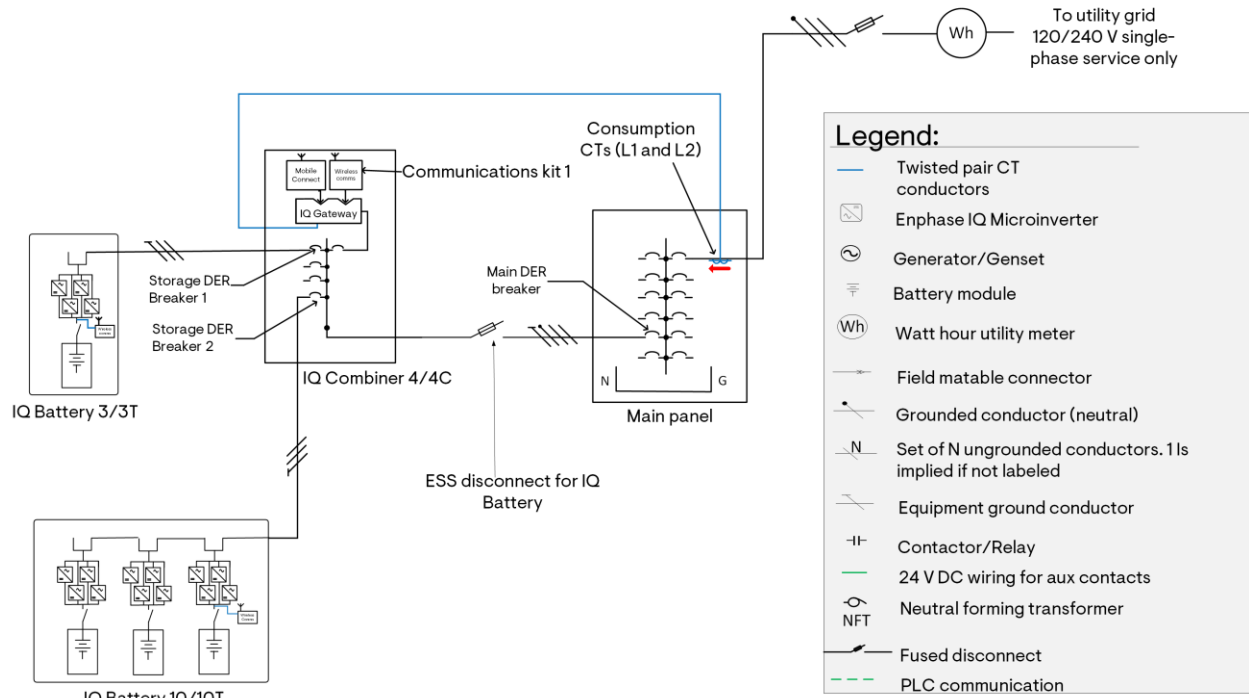 To utility grid
120/240 V single-
phase service only
Wh
Consumption
CTs (L1 and L2)
Mobile
Connect
Wireless
comms
Communications kit 1
IQ Gateway
Storage DER
Breaker 1
Storage DER
Breaker 2
Main DER
breaker
IQ Combiner 4/4C
N
G
Main panel
IQ Battery 3/3T
ESS disconnect for IQ
Battery
IQ Battery 10/10T
Legend:
Twisted pair CT
conductors
Enphase IQ Microinverter
Generator/Genset
Battery module
Wh
Watt hour utility meter
Field matable connector
Grounded conductor (neutral)
N
Set of N ungrounded conductors. 1 Is
implied if not labeled
Equipment ground conductor
Contactor/Relay
24 V DC wiring for aux contacts
NFT
Neutral forming transformer
Fused disconnect
PLC communication